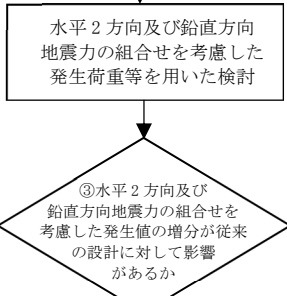 水平２方向及び鉛直方向
地震力の組合せを考慮した
発生荷重等を用いた検討
③水平２方向及び
鉛直方向地震力の組合せを
考慮した発生値の増分が従来
の設計に対して影響
があるか